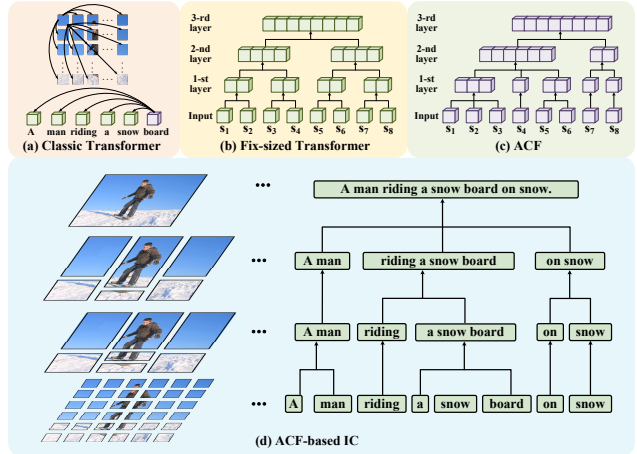 A man riding a snow board
(a) Classic Transformer
3-rd layer
2-nd layer
1-st layer
Input
S1 S2 S3 S4 S5 S6 S7 S8
(b) Fix-sized Transformer
3-rd layer
2-nd layer
1-st layer
Input
S1 S2 S3 S4 S5 S6 S7 S8
(c) ACF
... A man riding a snow board on snow.
... A man riding a snow board on snow
... A man riding a snow board on snow
... A man riding a snow board on snow
(d) ACF-based IC